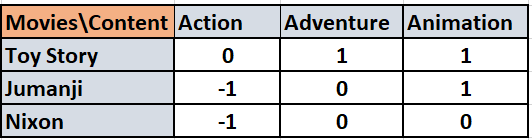 Movies\Content Action Adventure Animation
Toy Story 0 1 1
Jumanji -1 0 1
Nixon -1 0 0